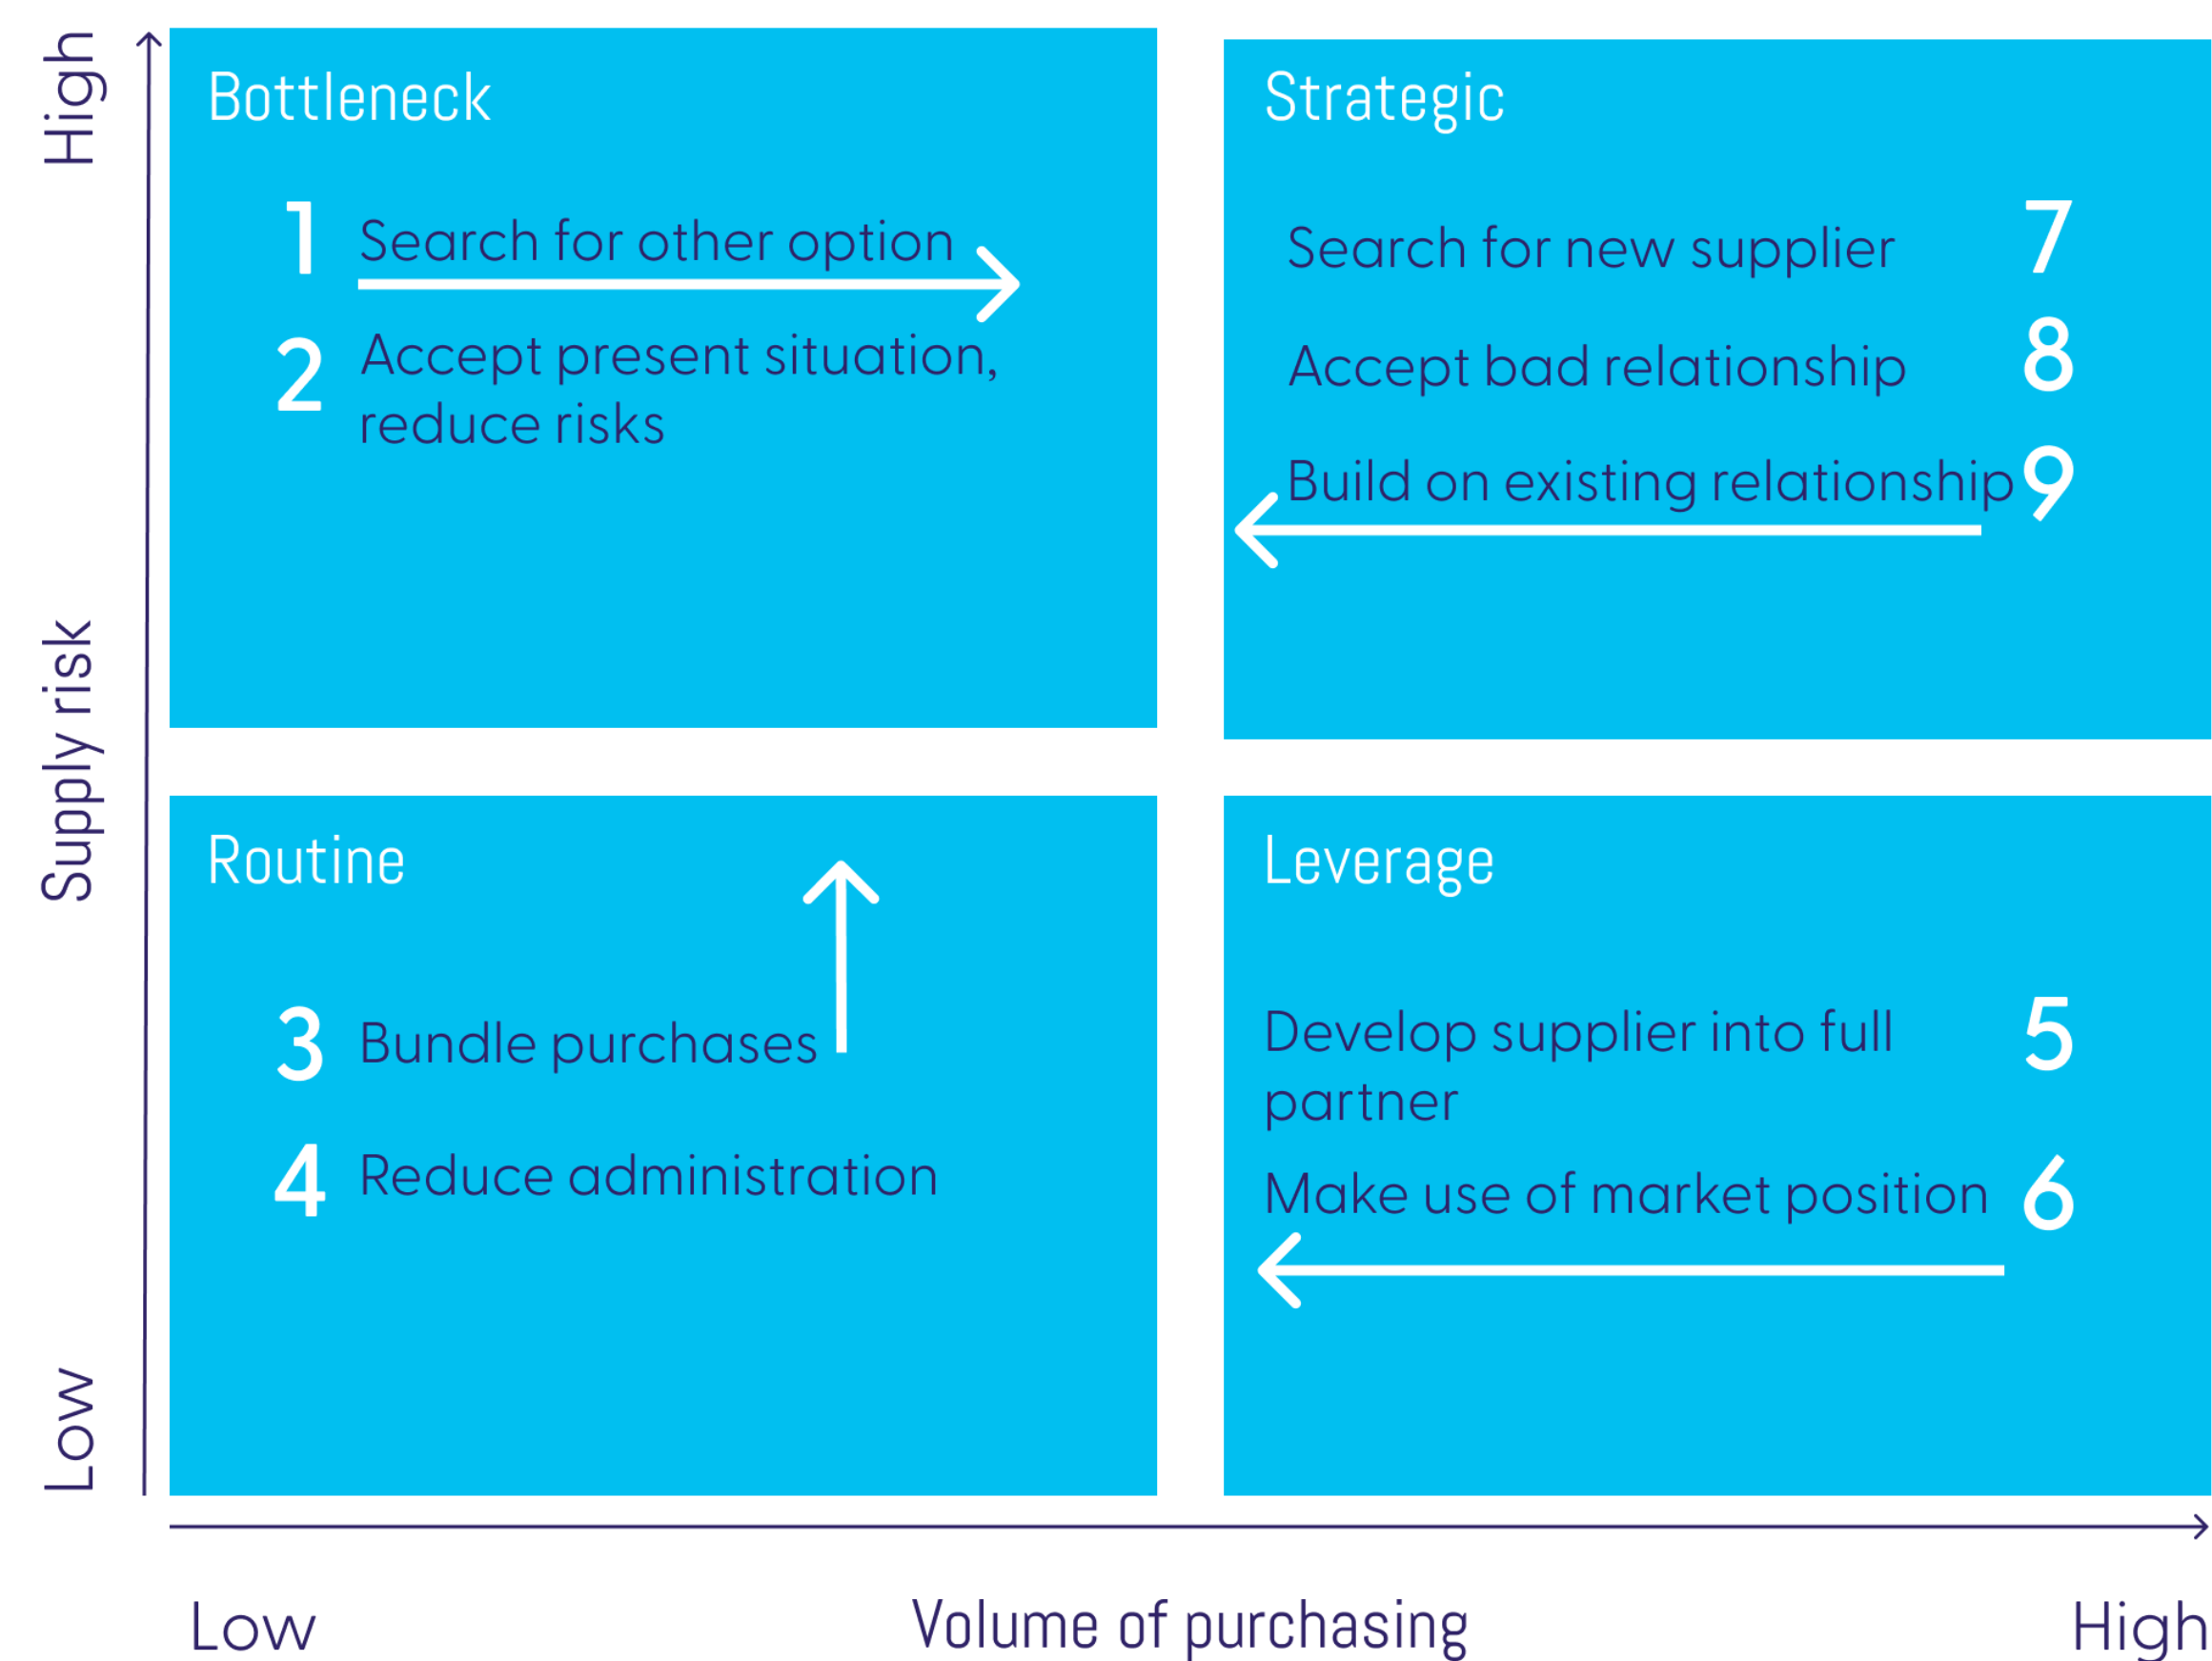 High
Supply risk
Low
Bottleneck
1 Search for other option
2 Accept present situation,
reduce risks
Strategic
Search for new supplier 7
Accept bad relationship 8
Build on existing relationship 9
Routine
3 Bundle purchases
4 Reduce administration
Leverage
Develop supplier into full 5
partner
Make use of market position 6
Low Volume of purchasing High